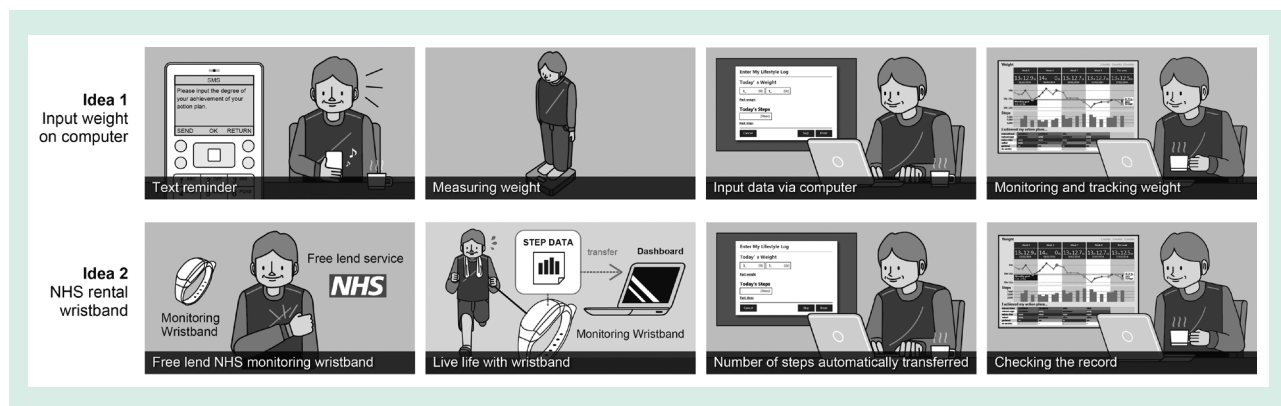 Idea 1
Input weight
on computer
SMS
Please input the degree
of your achievement of your
action plan.
SEND OK RETURN
Text reminder
Measuring weight
Enter My Lifestyle Log
Today's Weight
Today's Steps
Cancel
Input data via computer
Weight
Steps
Monitoring and tracking weight
Idea 2
NHS rental
wristband
Monitoring
Wristband
Free lend service
NHS
Free lend NHS monitoring wristband
STEP DATA
transfer
Dashboard
Monitoring Wristband
Live life with wristband
Enter My Lifestyle Log
Today's Weight
Today's Steps
Cancel
Number of steps automatically transferred
Weight
Steps
Checking the record